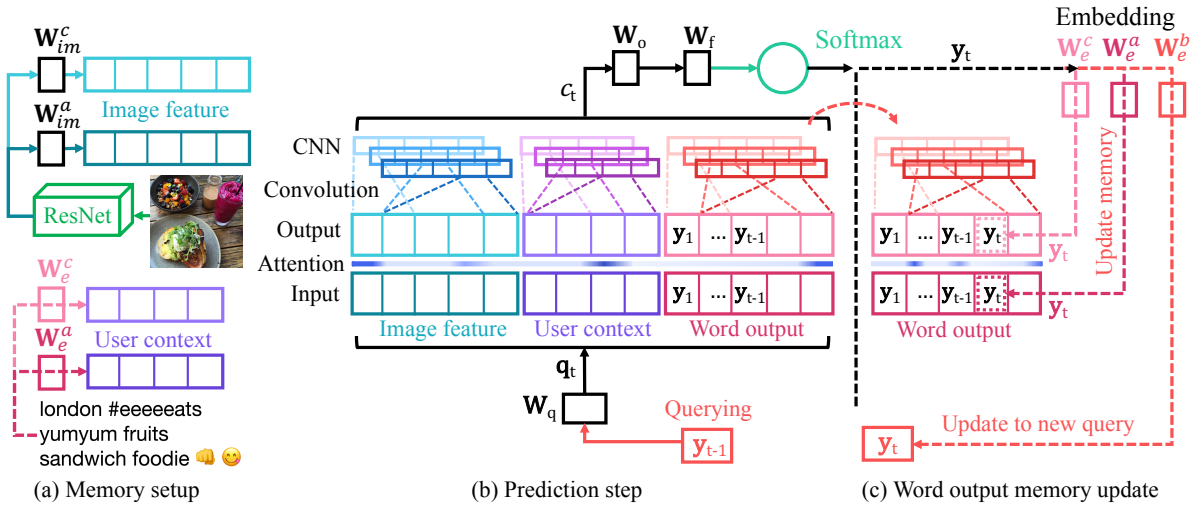 W_im^c
Image feature
W_im^a
ResNet
W_e^c
User context
W_e^a
london #eeeeeats
yumyum fruits
sandwich foodie 👊 😋
(a) Memory setup
W_o
W_f
Softmax
c_t
CNN
Convolution
Output
y_1 ... y_t-1
Attention
Input
y_1 ... y_t-1
Image feature
User context
Word output
q_t
W_q
Querying
y_t-1
(b) Prediction step
Embedding
y_t
W_e^c
W_e^a
W_e^b
Update memory
y_1 ... y_t-1 y_t
y_t
y_1 ... y_t-1 y_t
y_t
Word output
Update to new query
y_t
(c) Word output memory update